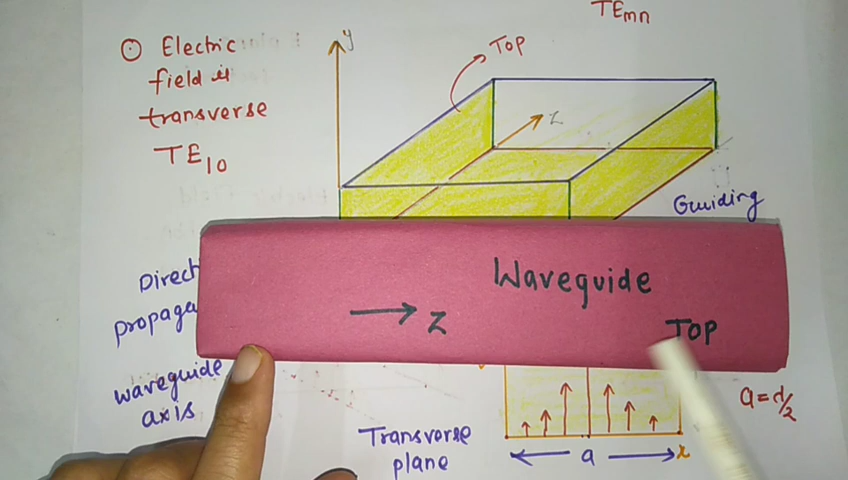 TEmn
⊙ Electric
field is
transverse
TE10
y
TOP
z
Guiding
Direct
propaga
waveguide
axis
Waveguide
→ Z
TOP
a=d/2
Transverse
plane
a
x